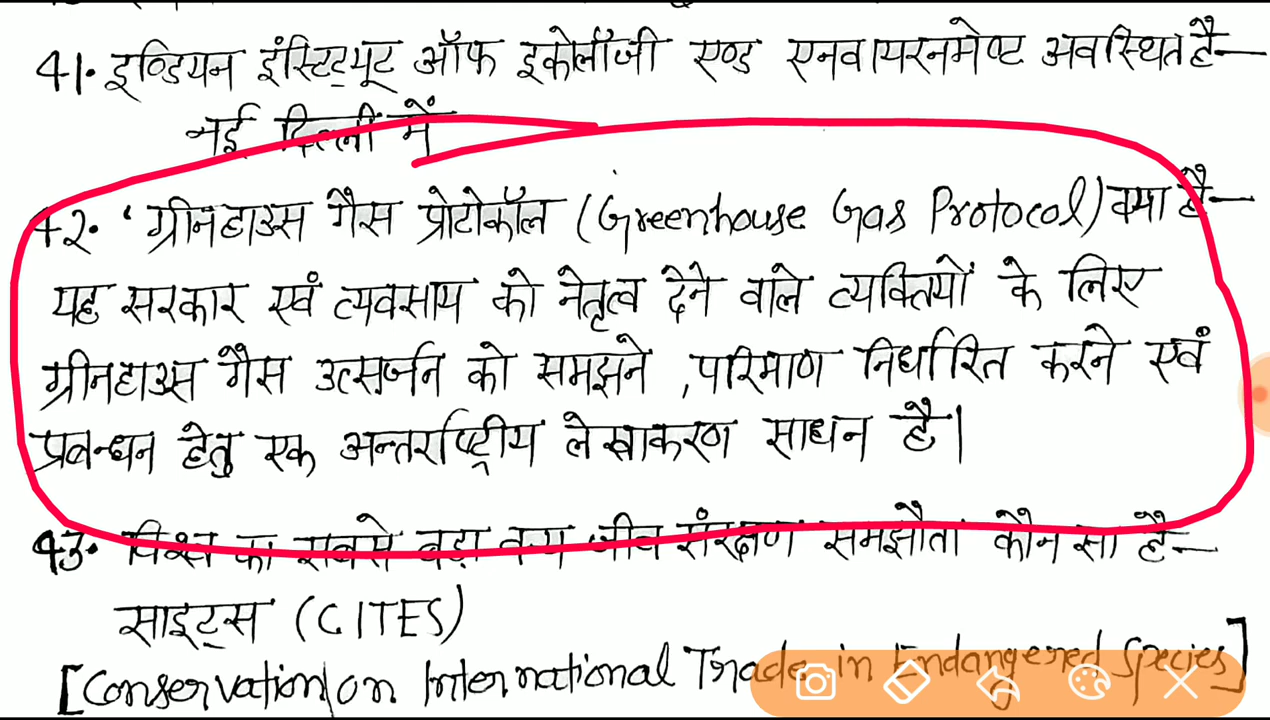 41. इण्डियन इंस्टिट्यूट ऑफ इकोलॉजी एण्ड एनवायरनमेण्ट अवस्थित है—
नई दिल्ली में
42. 'ग्रीनहाउस गैस प्रोटोकॉल (Greenhouse Gas Protocol) क्या है—
यह सरकार एवं व्यवसाय को नेतृत्व देने वाले व्यक्तियों के लिए
ग्रीनहाउस गैस उत्सर्जन को समझने, परिमाण निर्धारित करने एवं
प्रबन्धन हेतु एक अन्तर्राष्ट्रीय लेखाकरण साधन है।
43. विश्व का सबसे बड़ा वन्य जीव संरक्षण समझौता कौन सा है—
साइट्स (CITES)
[Conservation on International Trade in Endangered Species]